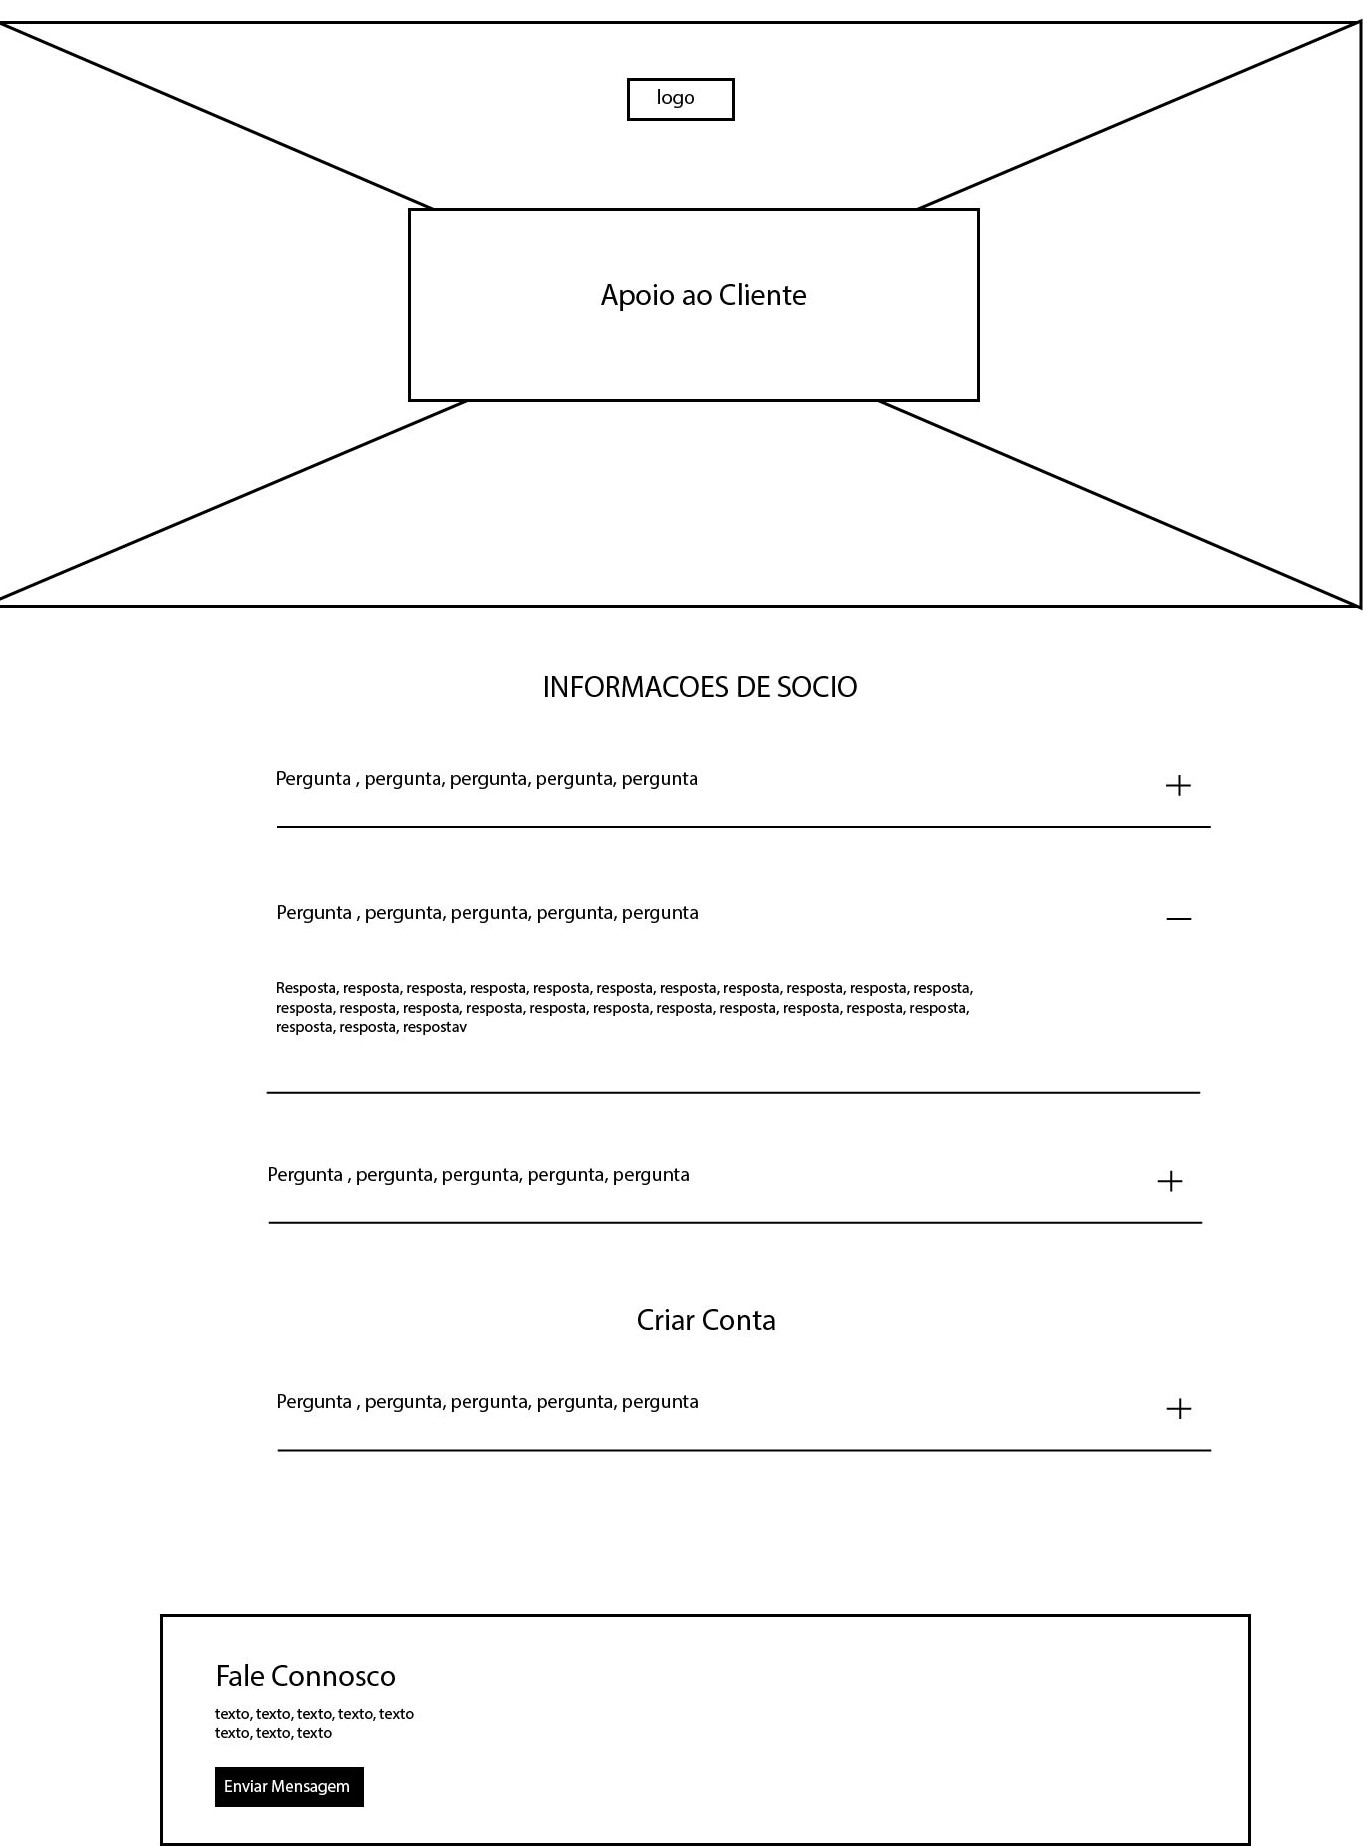 logo
Apoio ao Cliente
INFORMACOES DE SOCIO
Pergunta , pergunta, pergunta, pergunta, pergunta
Pergunta , pergunta, pergunta, pergunta, pergunta
Resposta, resposta, resposta, resposta, resposta, resposta, resposta, resposta, resposta, resposta, resposta,
resposta, resposta, resposta, resposta, resposta, resposta, resposta, resposta, resposta, resposta, resposta,
resposta, resposta, respostav
Pergunta , pergunta, pergunta, pergunta, pergunta
Criar Conta
Pergunta , pergunta, pergunta, pergunta, pergunta
Fale Connosco
texto, texto, texto, texto, texto
texto, texto, texto
Enviar Mensagem